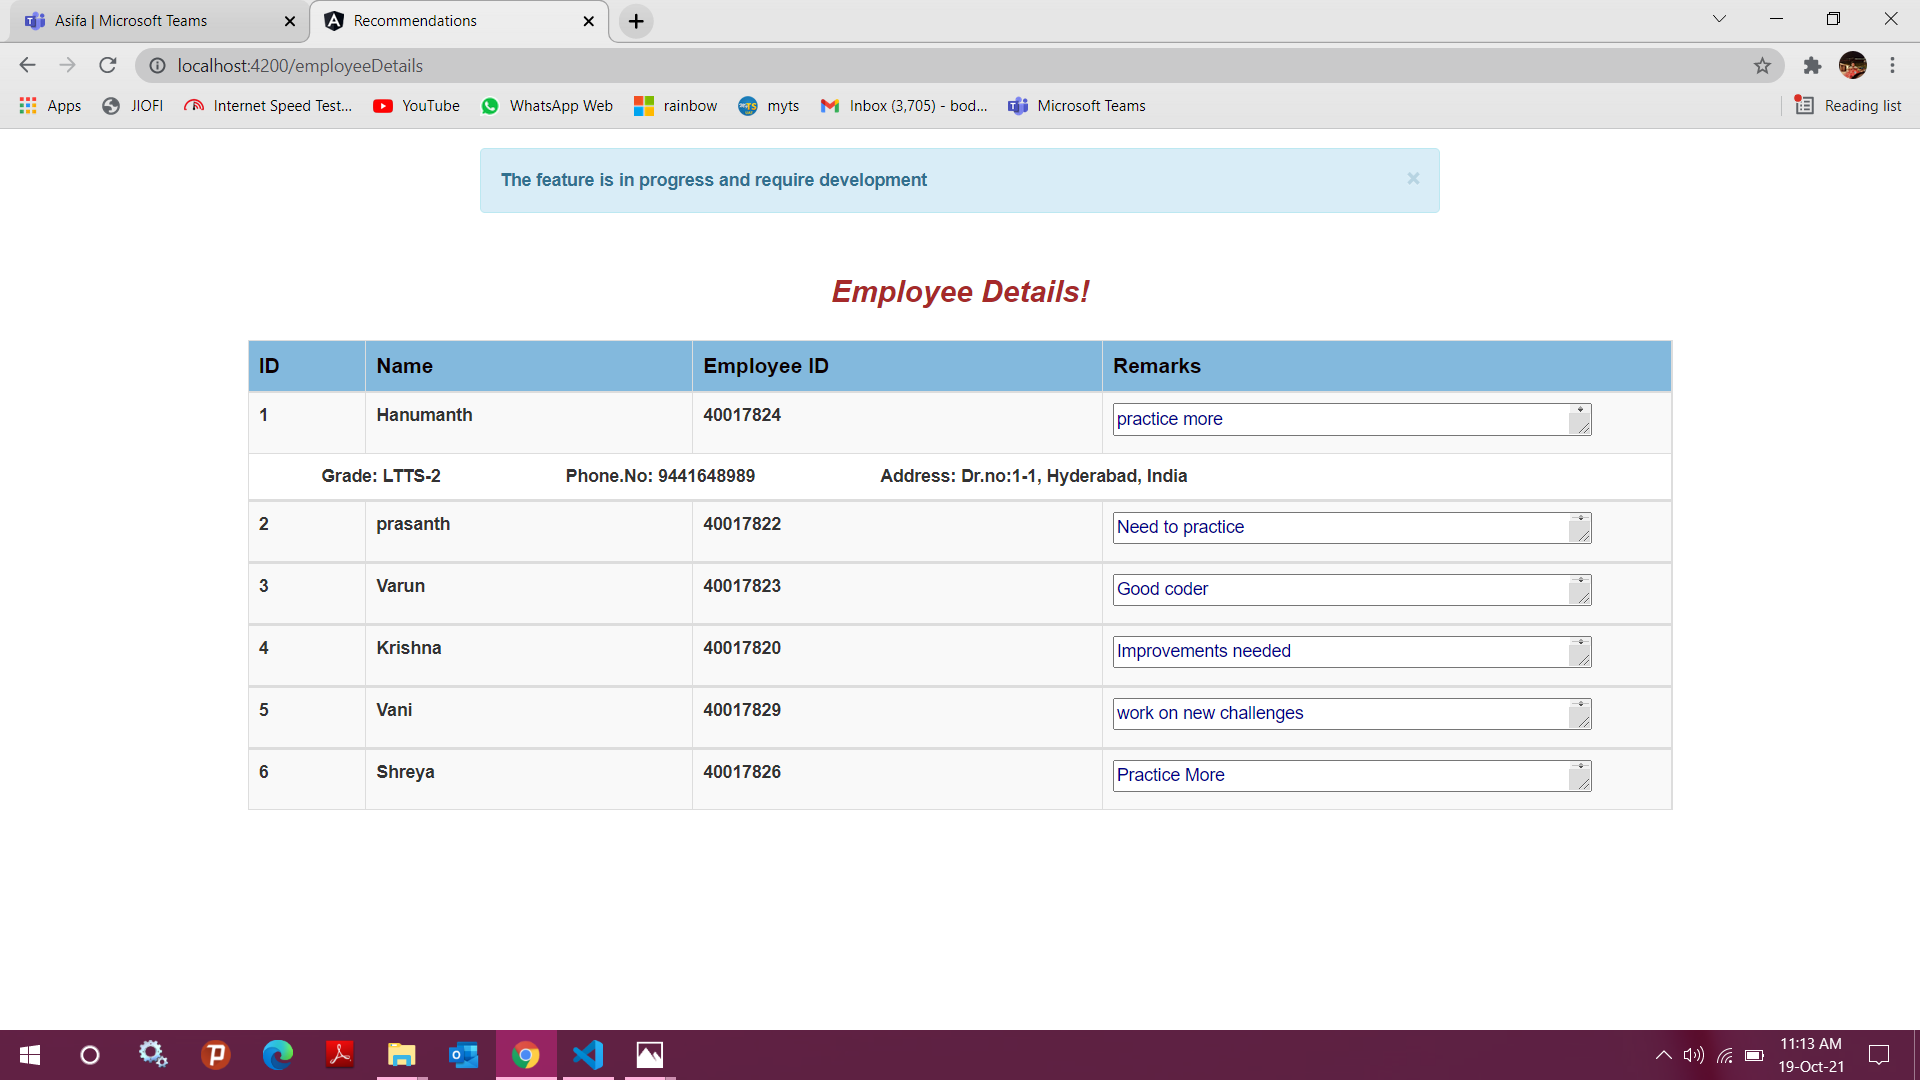 Asifa | Microsoft Teams
Recommendations
localhost:4200/employeeDetails
Apps JIOFI Internet Speed Test... YouTube WhatsApp Web rainbow myts Inbox (3,705) - bod... Microsoft Teams Reading list
The feature is in progress and require development ×
Employee Details!
ID Name Employee ID Remarks
1 Hanumanth 40017824 practice more
Grade: LTTS-2 Phone.No: 9441648989 Address: Dr.no:1-1, Hyderabad, India
2 prasanth 40017822 Need to practice
3 Varun 40017823 Good coder
4 Krishna 40017820 Improvements needed
5 Vani 40017829 work on new challenges
6 Shreya 40017826 Practice More
11:13 AM
19-Oct-21